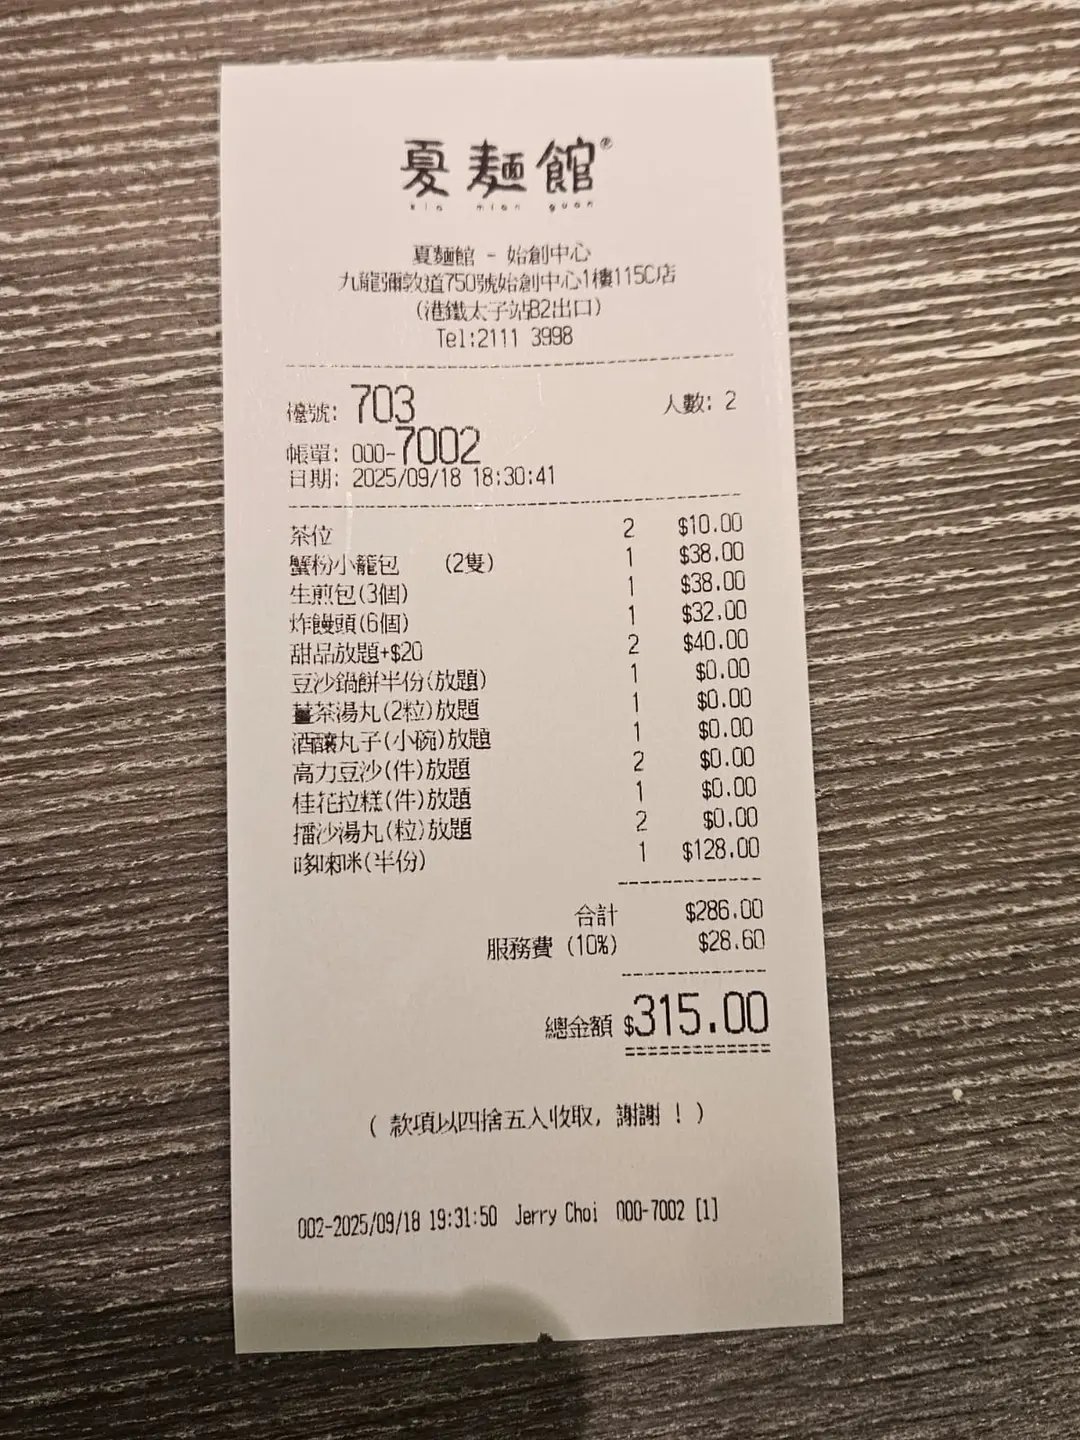 夏麵館®
xia mian guan
夏麵館 - 始創中心
九龍彌敦道750號始創中心1樓115C店
(港鐵太子站B2出口)
Tel:2111 3998
檯號: 703 人數: 2
帳單: 000-7002
日期: 2025/09/18 18:30:41
茶位 2 $10.00
蟹粉小籠包 (2隻) 1 $38.00
生煎包(3個) 1 $38.00
炸饅頭(6個) 1 $32.00
甜品放題+$20 2 $40.00
豆沙鍋餅半份(放題) 1 $0.00
薑茶湯丸(2粒)放題 1 $0.00
酒釀丸子(小碗)放題 1 $0.00
高力豆沙(件)放題 2 $0.00
桂花拉糕(件)放題 1 $0.00
擂沙湯丸(粒)放題 2 $0.00
哆來咪(半份) 1 $128.00
合計 $286.00
服務費 (10%) $28.60
總金額 $315.00
( 款項以四捨五入收取, 謝謝 ! )
002-2025/09/18 19:31:50 Jerry Choi 000-7002 [1]